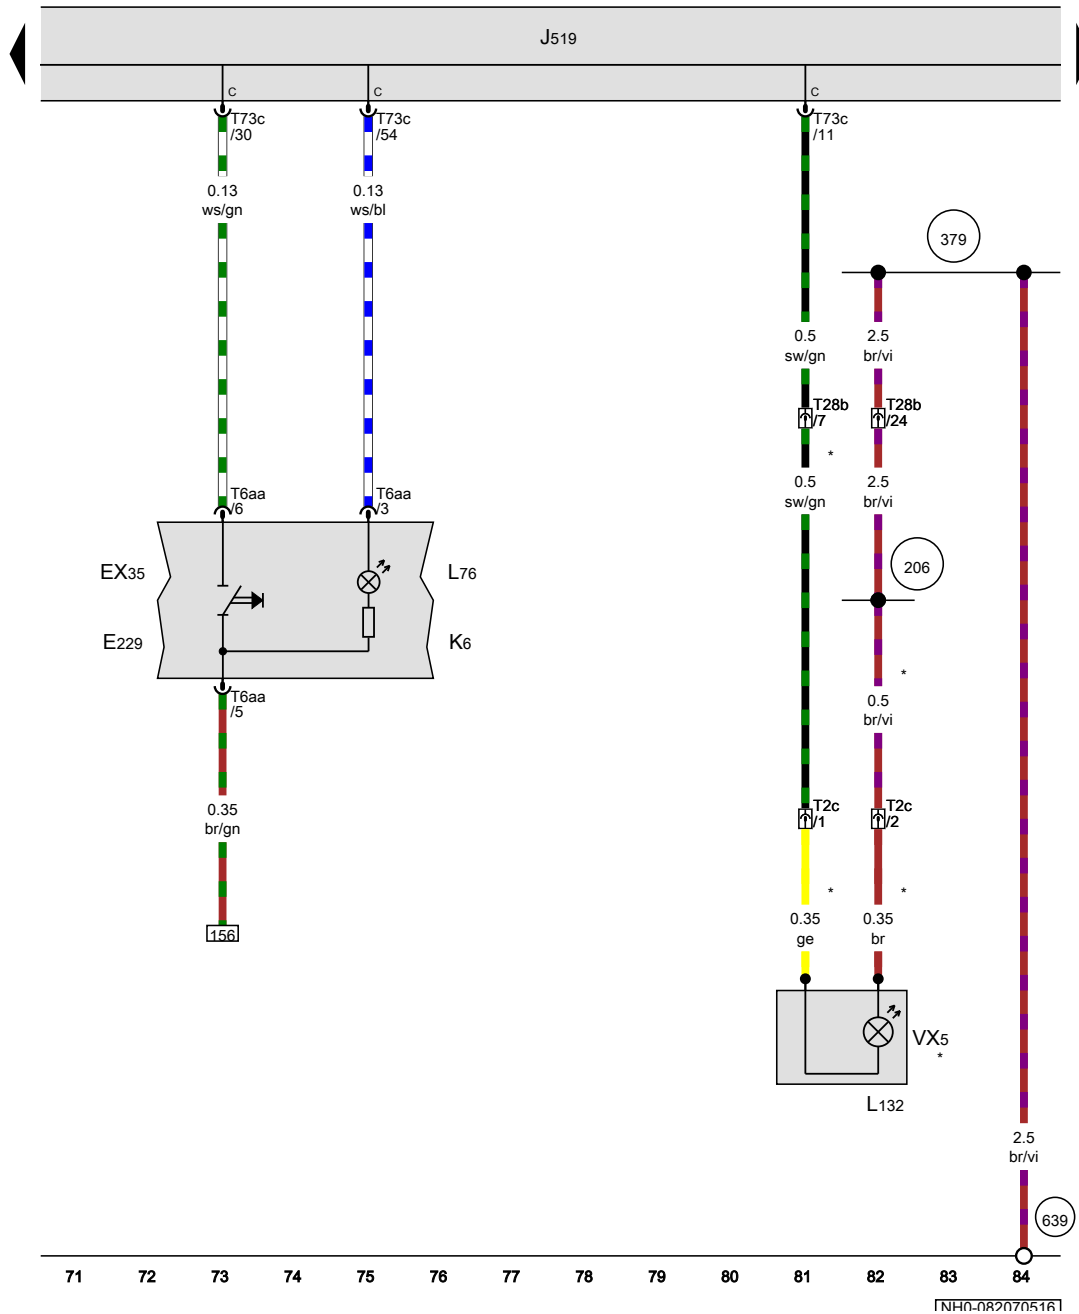 J519
c
c
c
T73c
/30
T73c
/54
T73c
/11
0.13
ws/gn
0.13
ws/bl
379
0.5
sw/gn
2.5
br/vi
T28b
/7
T28b
/24
*
T6aa
/6
T6aa
/3
0.5
sw/gn
2.5
br/vi
EX35
L76
206
E229
K6
*
T6aa
/5
0.5
br/vi
0.35
br/gn
T2c
/1
T2c
/2
*
*
156
0.35
ge
0.35
br
VX5
*
L132
2.5
br/vi
639
71 72 73 74 75 76 77 78 79 80 81 82 83 84
NH0-082070516